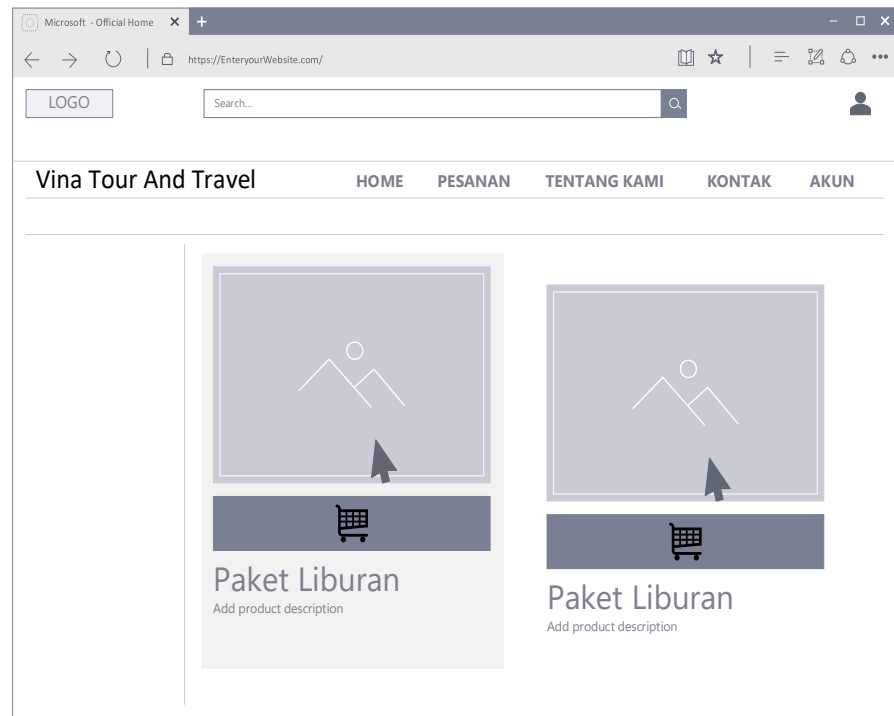 Microsoft - Official Home
https://EnteryourWebsite.com/
LOGO
Search...
Vina Tour And Travel HOME PESANAN TENTANG KAMI KONTAK AKUN
Paket Liburan
Add product description
Paket Liburan
Add product description